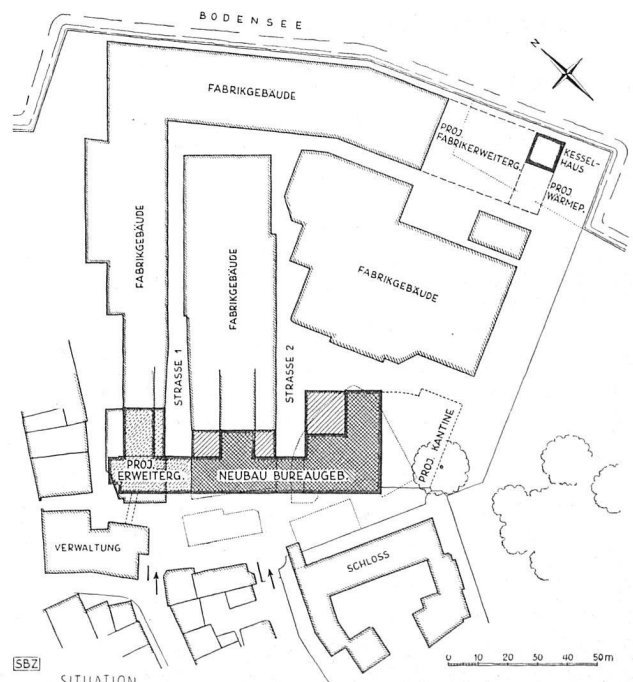 BODENSEE
N
FABRIKGEBÄUDE
PROJ.
FABRIKERWEITERG.
KESSEL-
HAUS
PROJ.
WÄRMEP.
FABRIKGEBÄUDE
FABRIKGEBÄUDE
FABRIKGEBÄUDE
STRASSE 1
STRASSE 2
PROJ. KANTINE
PROJ.
ERWEITERG.
NEUBAU BUREAUGEB.
VERWALTUNG
SCHLOSS
SBZ
SITUATION
0 10 20 30 40 50m